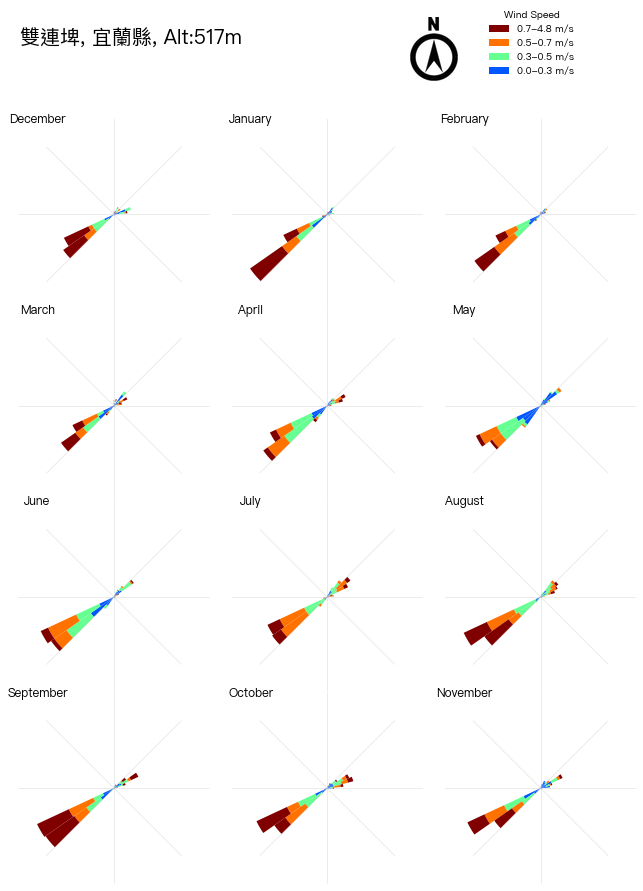 雙連埤, 宜蘭縣, Alt:517m
N
Wind Speed
0.7–4.8 m/s
0.5–0.7 m/s
0.3–0.5 m/s
0.0–0.3 m/s
December
January
February
March
April
May
June
July
August
September
October
November